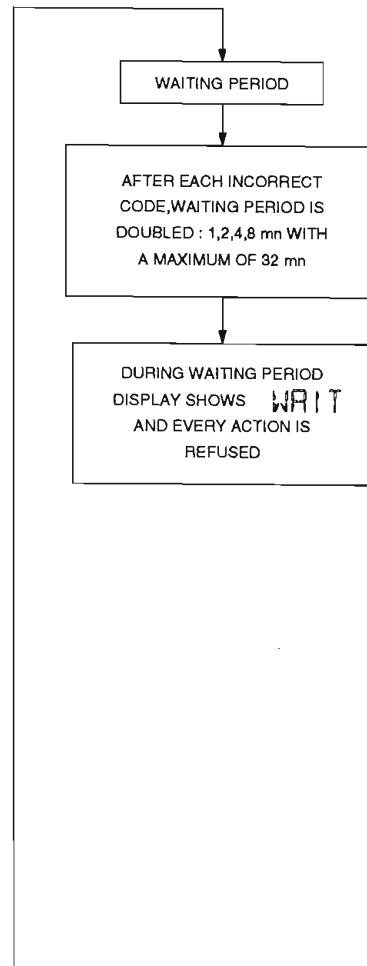 WAITING PERIOD
AFTER EACH INCORRECT
CODE,WAITING PERIOD IS
DOUBLED : 1,2,4,8 mn WITH
A MAXIMUM OF 32 mn
DURING WAITING PERIOD
DISPLAY SHOWS WAIT
AND EVERY ACTION IS
REFUSED